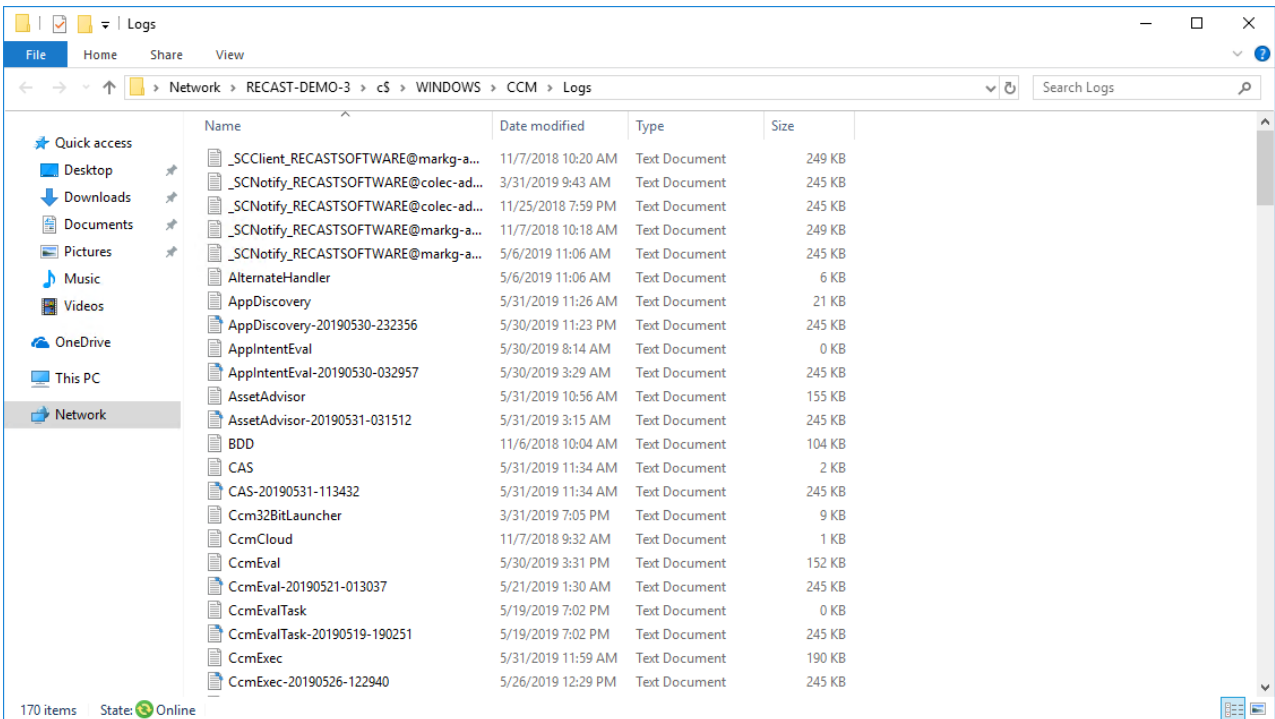 Logs
File Home Share View
Network > RECAST-DEMO-3 > c$ > WINDOWS > CCM > Logs
Search Logs
Quick access
Desktop
Downloads
Documents
Pictures
Music
Videos
OneDrive
This PC
Network
Name Date modified Type Size
_SCClient_RECASTSOFTWARE@markg-a... 11/7/2018 10:20 AM Text Document 249 KB
_SCNotify_RECASTSOFTWARE@colec-ad... 3/31/2019 9:43 AM Text Document 245 KB
_SCNotify_RECASTSOFTWARE@colec-ad... 11/25/2018 7:59 PM Text Document 245 KB
_SCNotify_RECASTSOFTWARE@markg-a... 11/7/2018 10:18 AM Text Document 249 KB
_SCNotify_RECASTSOFTWARE@markg-a... 5/6/2019 11:06 AM Text Document 245 KB
AlternateHandler 5/6/2019 11:06 AM Text Document 6 KB
AppDiscovery 5/31/2019 11:26 AM Text Document 21 KB
AppDiscovery-20190530-232356 5/30/2019 11:23 PM Text Document 245 KB
AppIntentEval 5/30/2019 8:14 AM Text Document 0 KB
AppIntentEval-20190530-032957 5/30/2019 3:29 AM Text Document 245 KB
AssetAdvisor 5/31/2019 10:56 AM Text Document 155 KB
AssetAdvisor-20190531-031512 5/31/2019 3:15 AM Text Document 245 KB
BDD 11/6/2018 10:04 AM Text Document 104 KB
CAS 5/31/2019 11:34 AM Text Document 2 KB
CAS-20190531-113432 5/31/2019 11:34 AM Text Document 245 KB
Ccm32BitLauncher 3/31/2019 7:05 PM Text Document 9 KB
CcmCloud 11/7/2018 9:32 AM Text Document 1 KB
CcmEval 5/30/2019 3:31 PM Text Document 152 KB
CcmEval-20190521-013037 5/21/2019 1:30 AM Text Document 245 KB
CcmEvalTask 5/19/2019 7:02 PM Text Document 0 KB
CcmEvalTask-20190519-190251 5/19/2019 7:02 PM Text Document 245 KB
CcmExec 5/31/2019 11:59 AM Text Document 190 KB
CcmExec-20190526-122940 5/26/2019 12:29 PM Text Document 245 KB
170 items State: Online